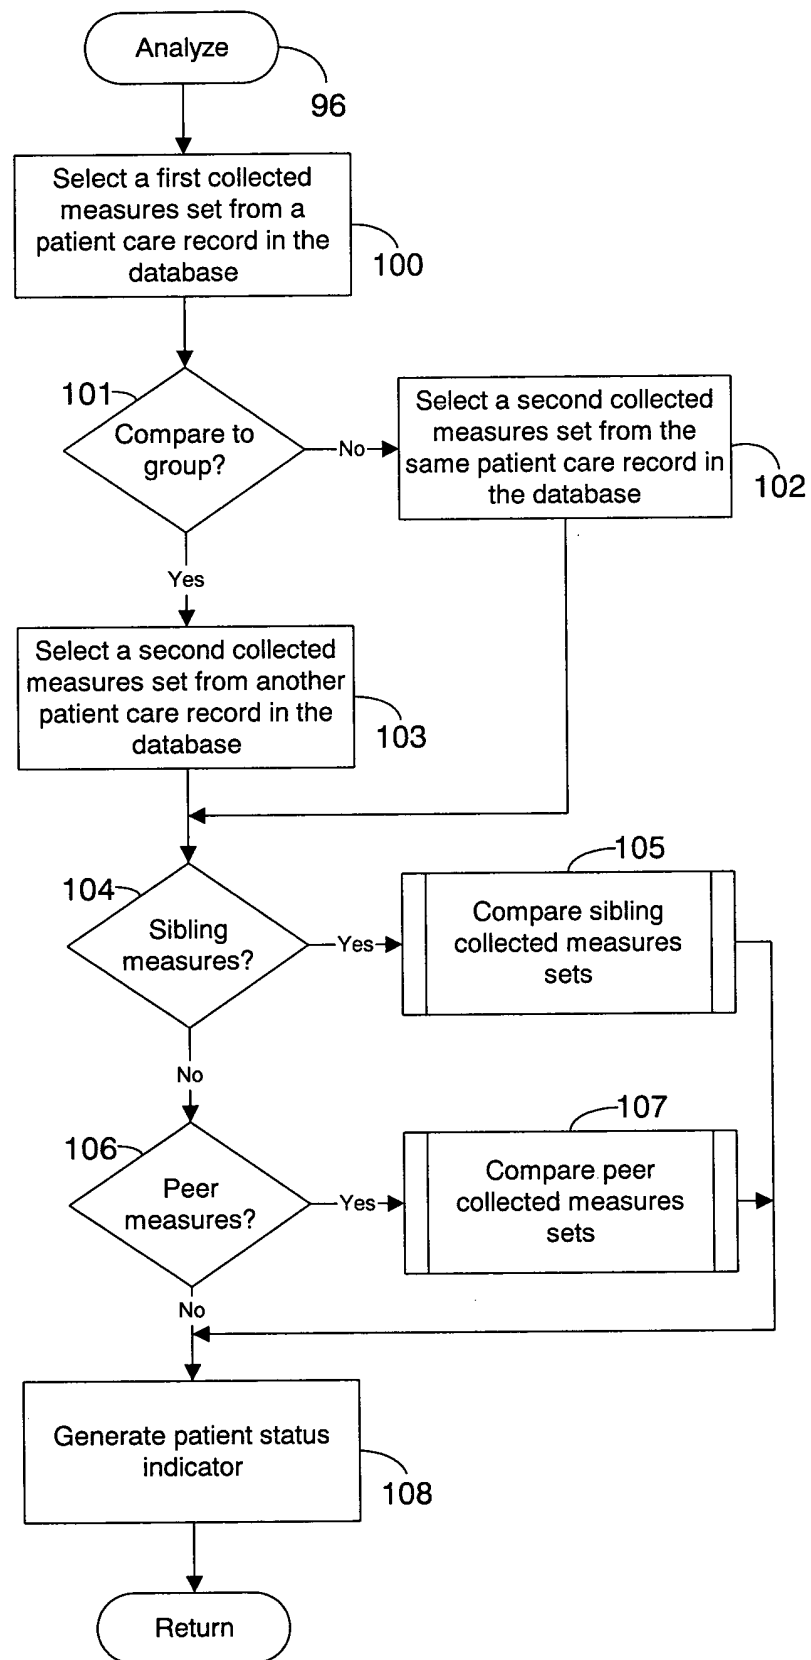 Analyze
96
Select a first collected
measures set from a
patient care record in the
database
100
101
Compare to
group?
No
Select a second collected
measures set from the
same patient care record in
the database
102
Yes
Select a second collected
measures set from another
patient care record in the
database
103
104
Sibling
measures?
Yes
105
Compare sibling
collected measures
sets
No
106
Peer
measures?
Yes
107
Compare peer
collected measures
sets
No
Generate patient status
indicator
108
Return